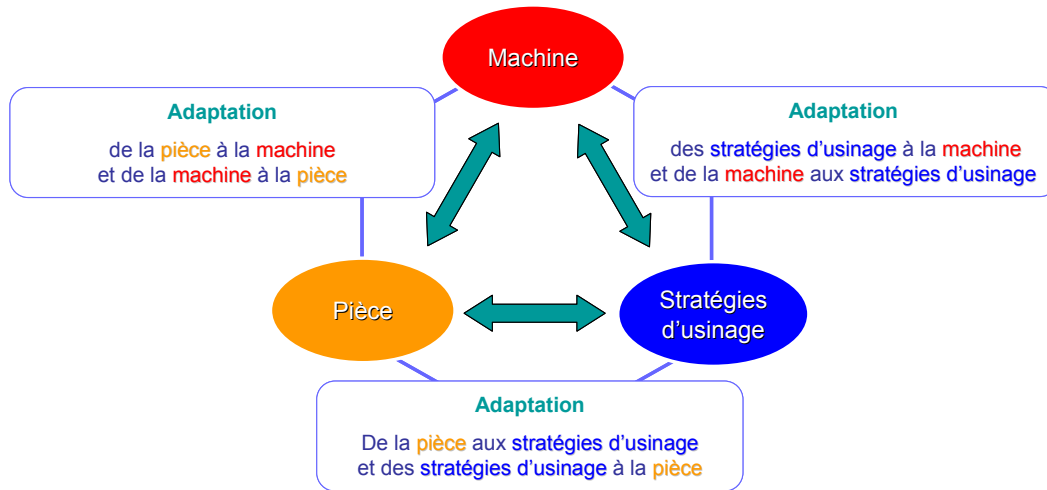 Machine
Adaptation
de la pièce à la machine
et de la machine à la pièce
Adaptation
des stratégies d'usinage à la machine
et de la machine aux stratégies d'usinage
Pièce
Stratégies
d'usinage
Adaptation
De la pièce aux stratégies d'usinage
et des stratégies d'usinage à la pièce